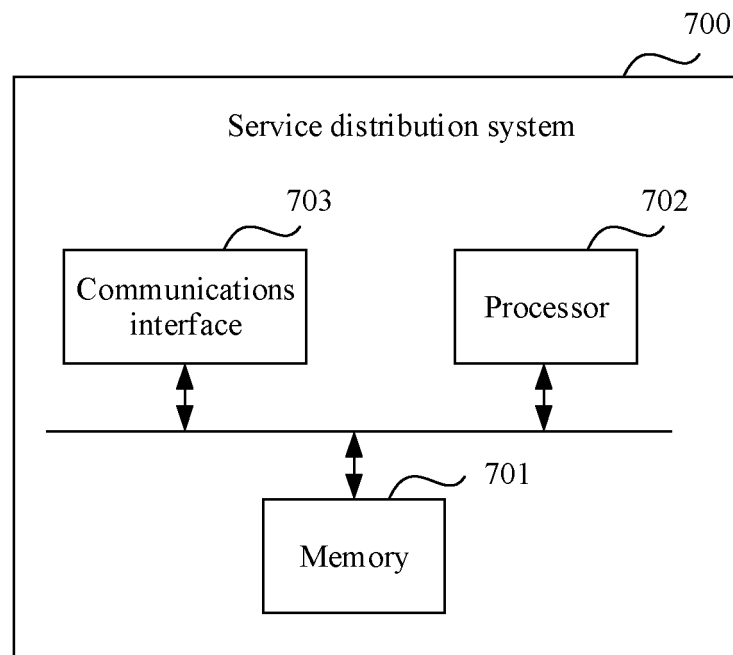 700
Service distribution system
703
702
Communications
interface
Processor
701
Memory